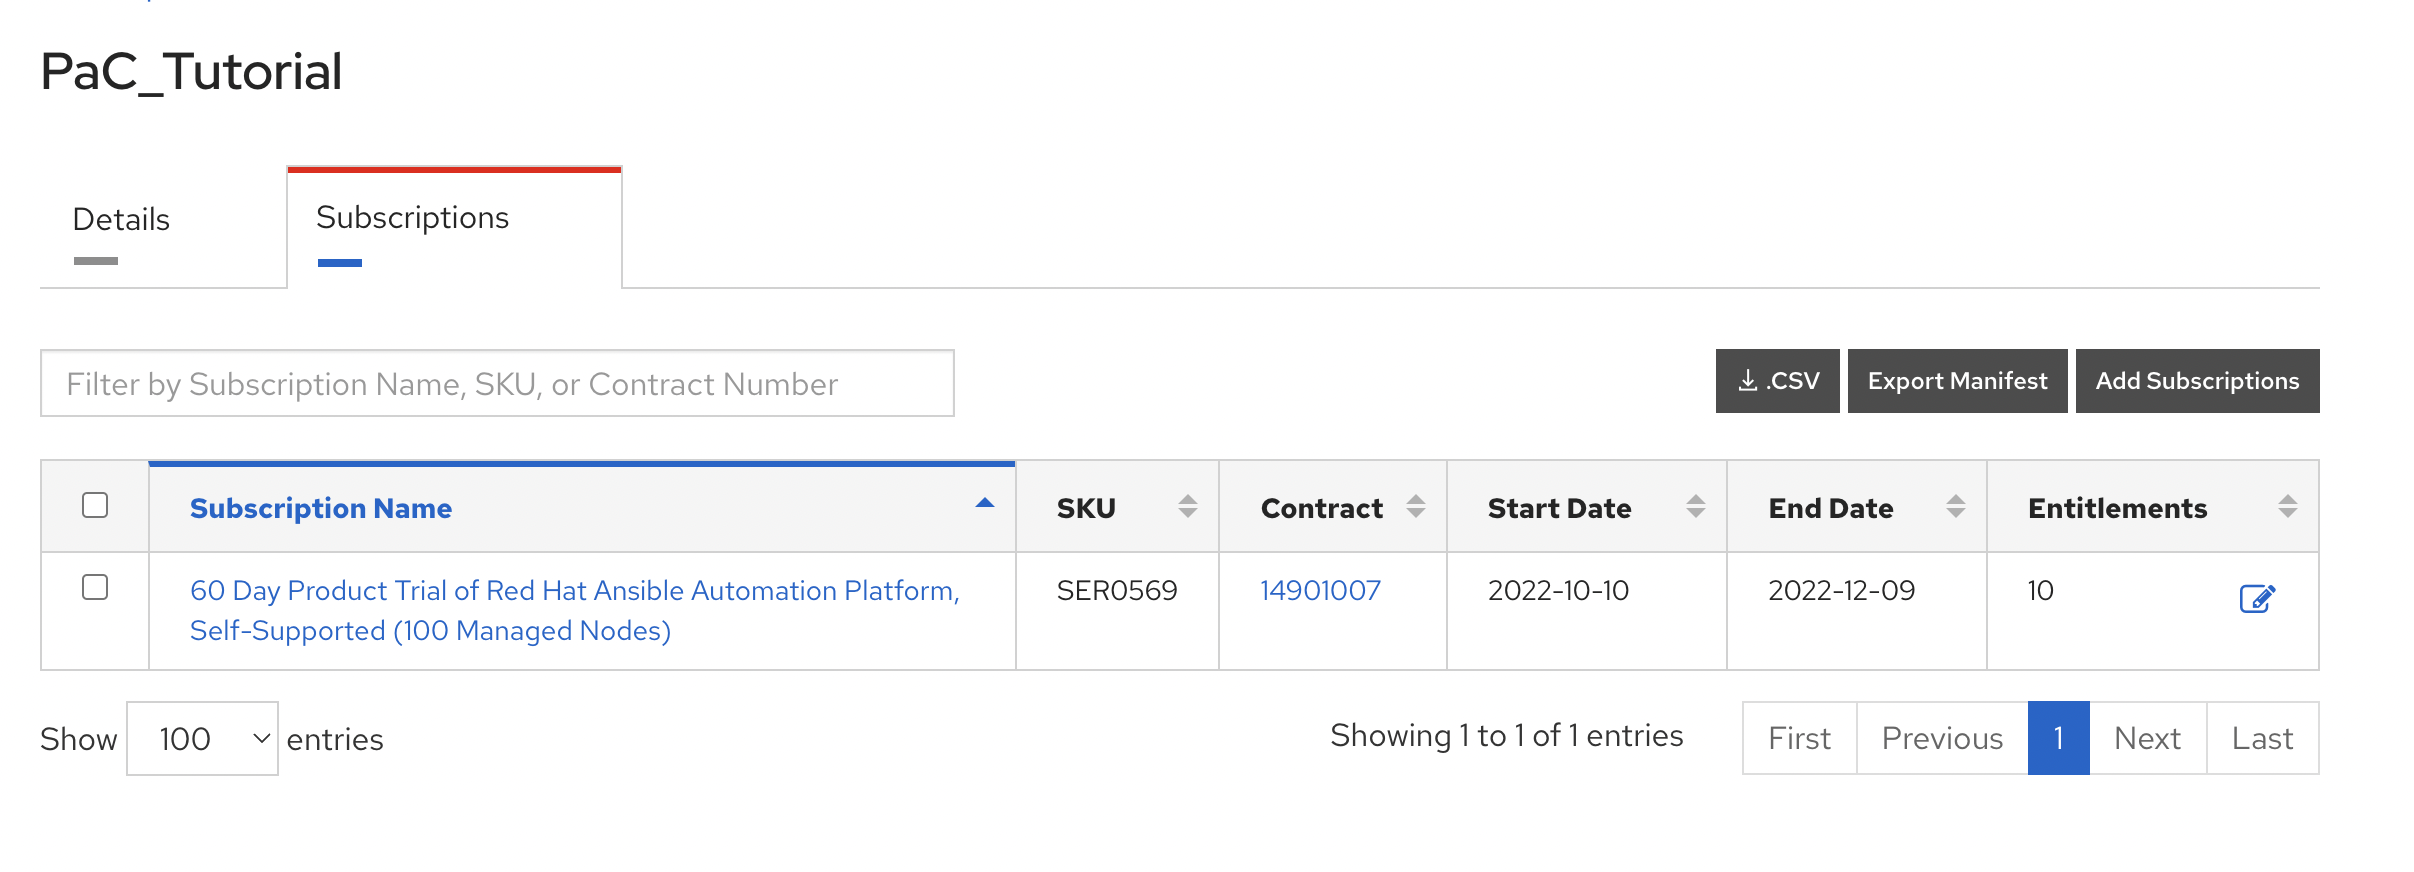 PaC_Tutorial
Details
Subscriptions
Filter by Subscription Name, SKU, or Contract Number
.CSV
Export Manifest
Add Subscriptions
Subscription Name
SKU
Contract
Start Date
End Date
Entitlements
60 Day Product Trial of Red Hat Ansible Automation Platform,
Self-Supported (100 Managed Nodes)
SER0569
14901007
2022-10-10
2022-12-09
10
Show 100 entries
Showing 1 to 1 of 1 entries
First
Previous
1
Next
Last